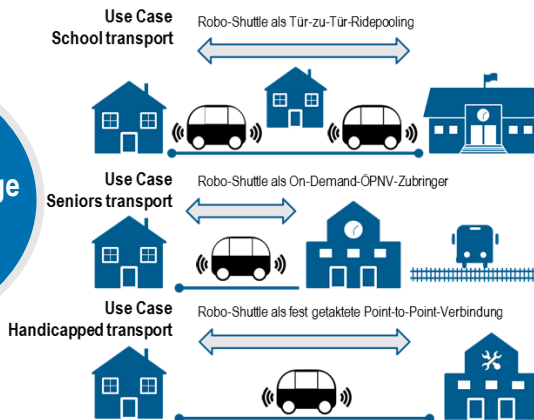 Use Case
School transport
Robo-Shuttle als Tür-zu-Tür-Ridepooling
ge
Use Case
Seniors transport
Robo-Shuttle als On-Demand-ÖPNV-Zubringer
Use Case
Handicapped transport
Robo-Shuttle als fest getaktete Point-to-Point-Verbindung